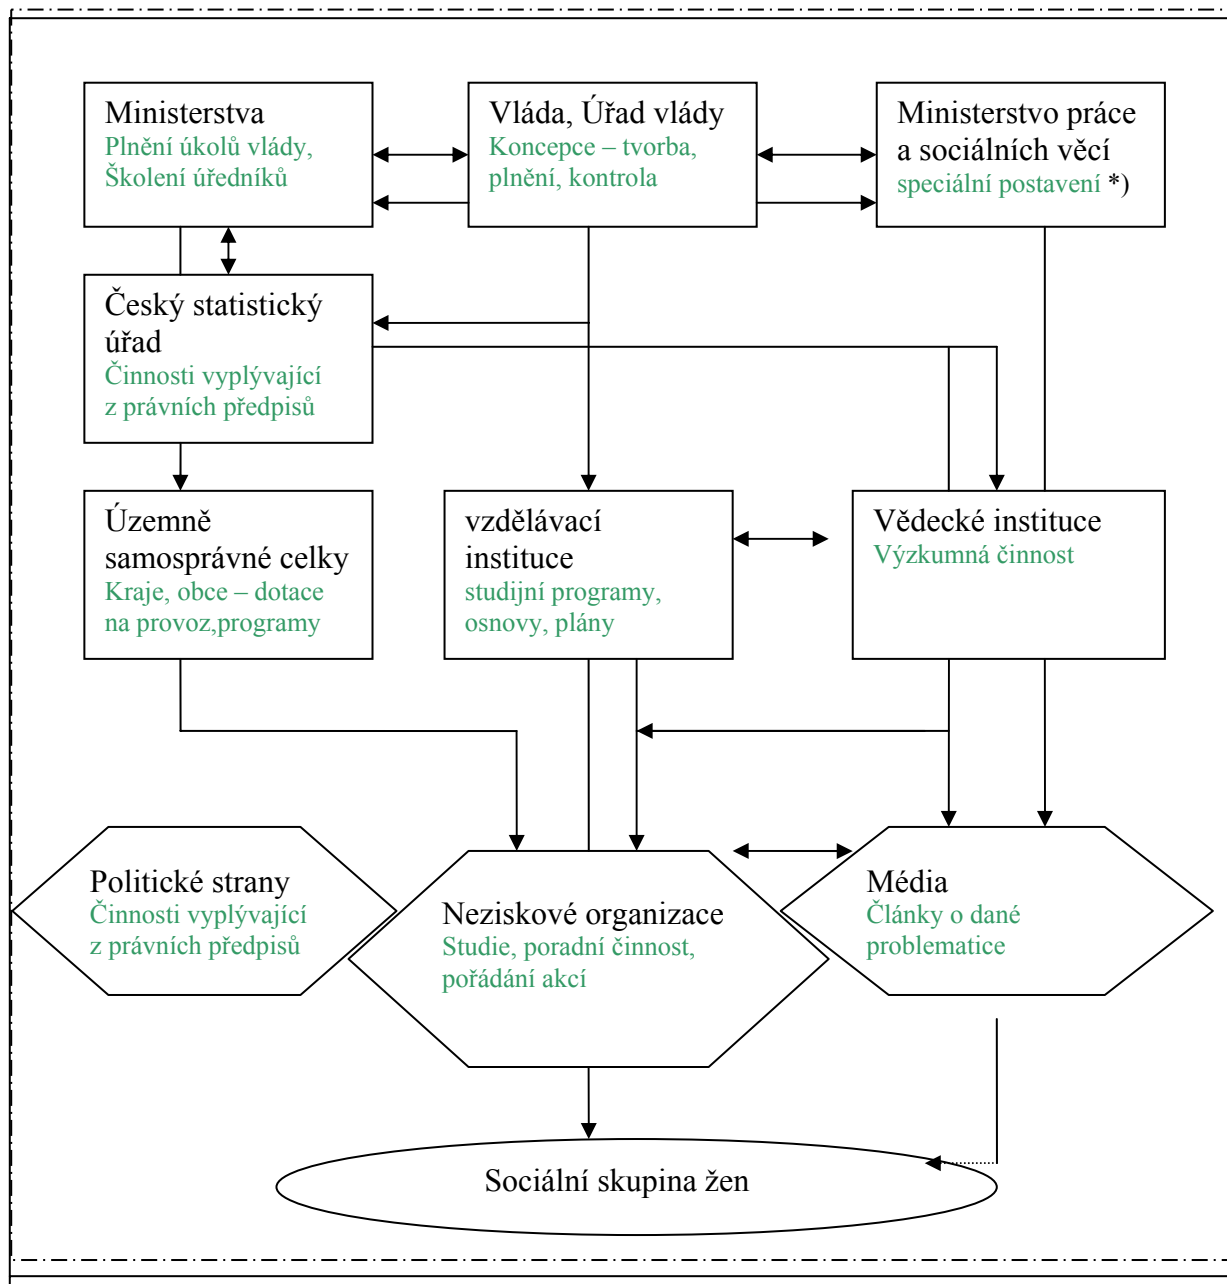 Ministerstva
Plnění úkolů vlády,
Školení úředníků
Vláda, Úřad vlády
Koncepce – tvorba,
plnění, kontrola
Ministerstvo práce
a sociálních věcí
speciální postavení *)
Český statistický
úřad
Činnosti vyplývající
z právních předpisů
Územně
samosprávné celky
Kraje, obce – dotace
na provoz,programy
vzdělávací
instituce
studijní programy,
osnovy, plány
Vědecké instituce
Výzkumná činnost
Politické strany
Činnosti vyplývající
z právních předpisů
Neziskové organizace
Studie, poradní činnost,
pořádání akcí
Média
Články o dané
problematice
Sociální skupina žen